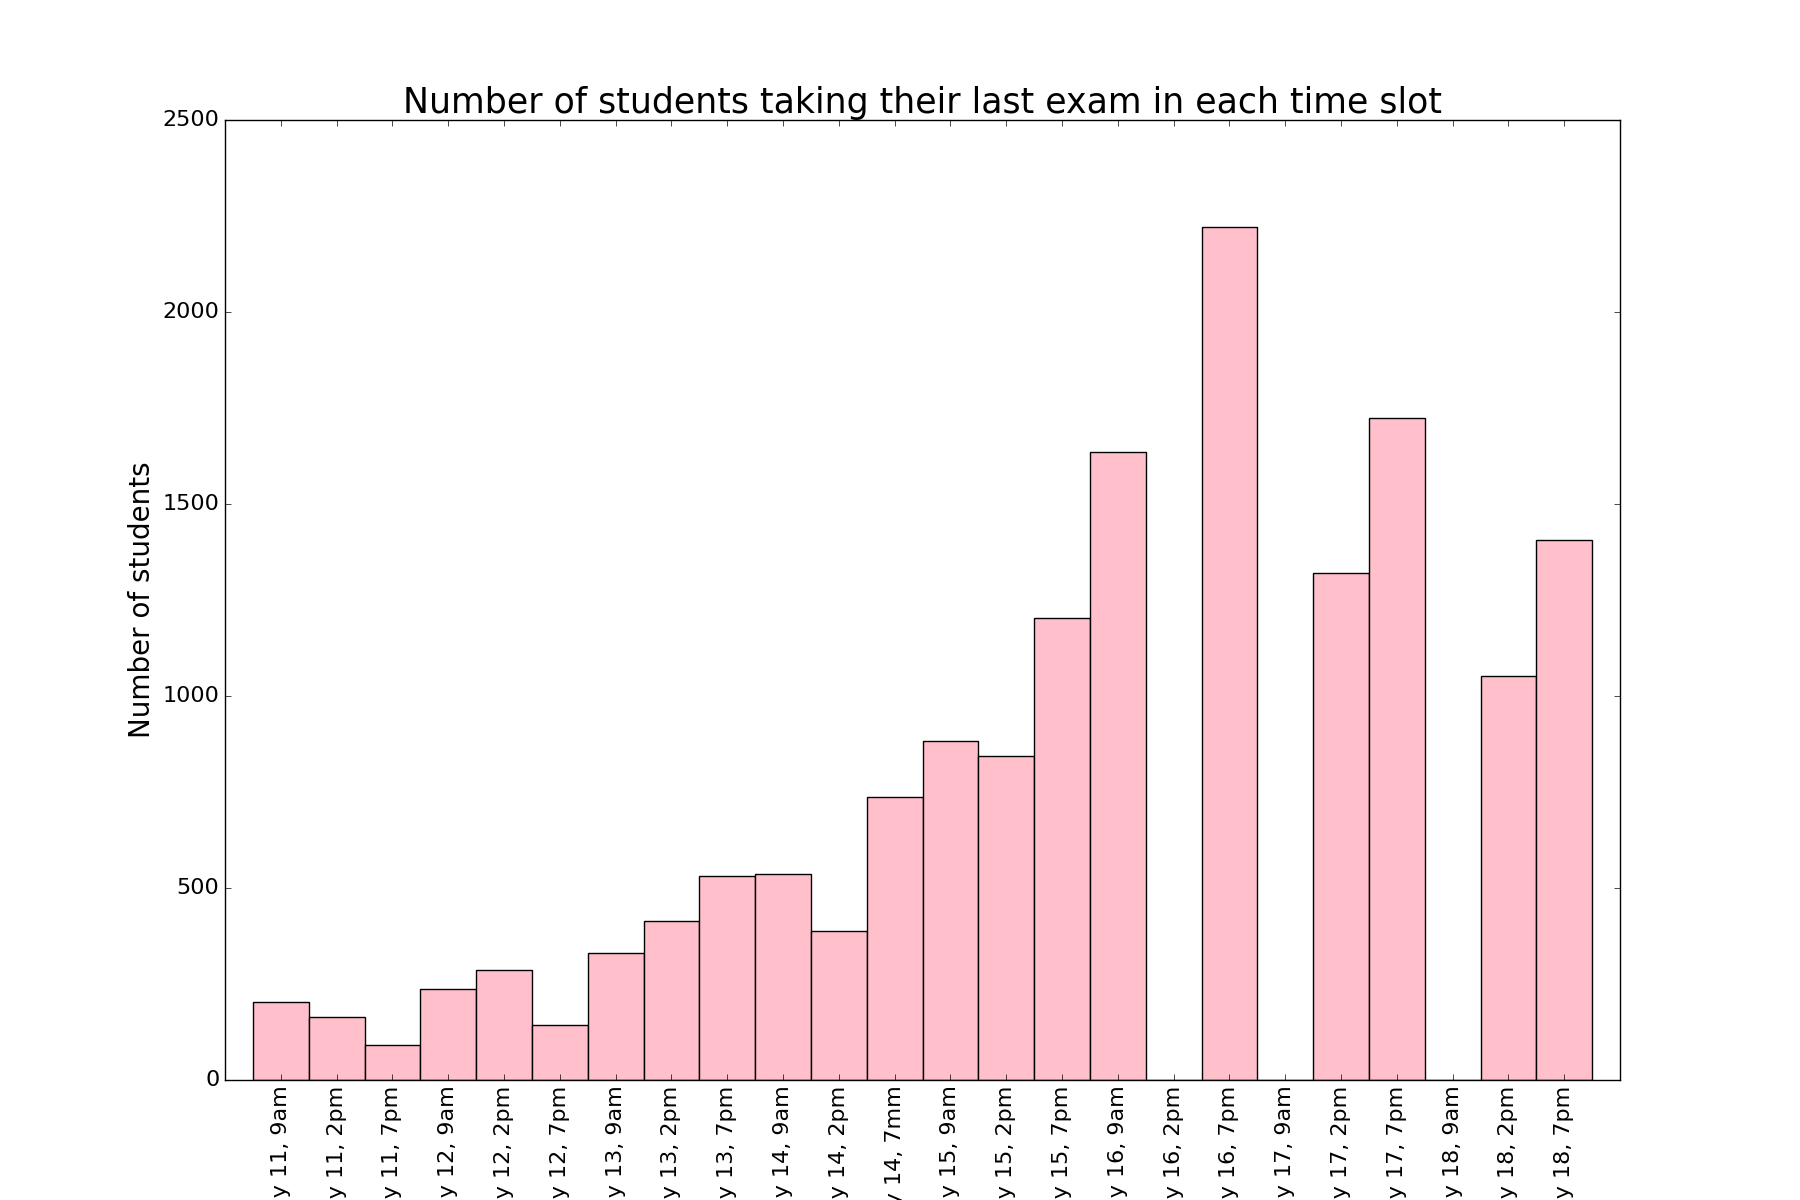 Number of students taking their last exam in each time slot
Number of students
2500
2000
1500
1000
500
0
y 11, 9am
y 11, 2pm
y 11, 7pm
y 12, 9am
y 12, 2pm
y 12, 7pm
y 13, 9am
y 13, 2pm
y 13, 7pm
y 14, 9am
y 14, 2pm
y 14, 7mm
y 15, 9am
y 15, 2pm
y 15, 7pm
y 16, 9am
y 16, 2pm
y 16, 7pm
y 17, 9am
y 17, 2pm
y 17, 7pm
y 18, 9am
y 18, 2pm
y 18, 7pm